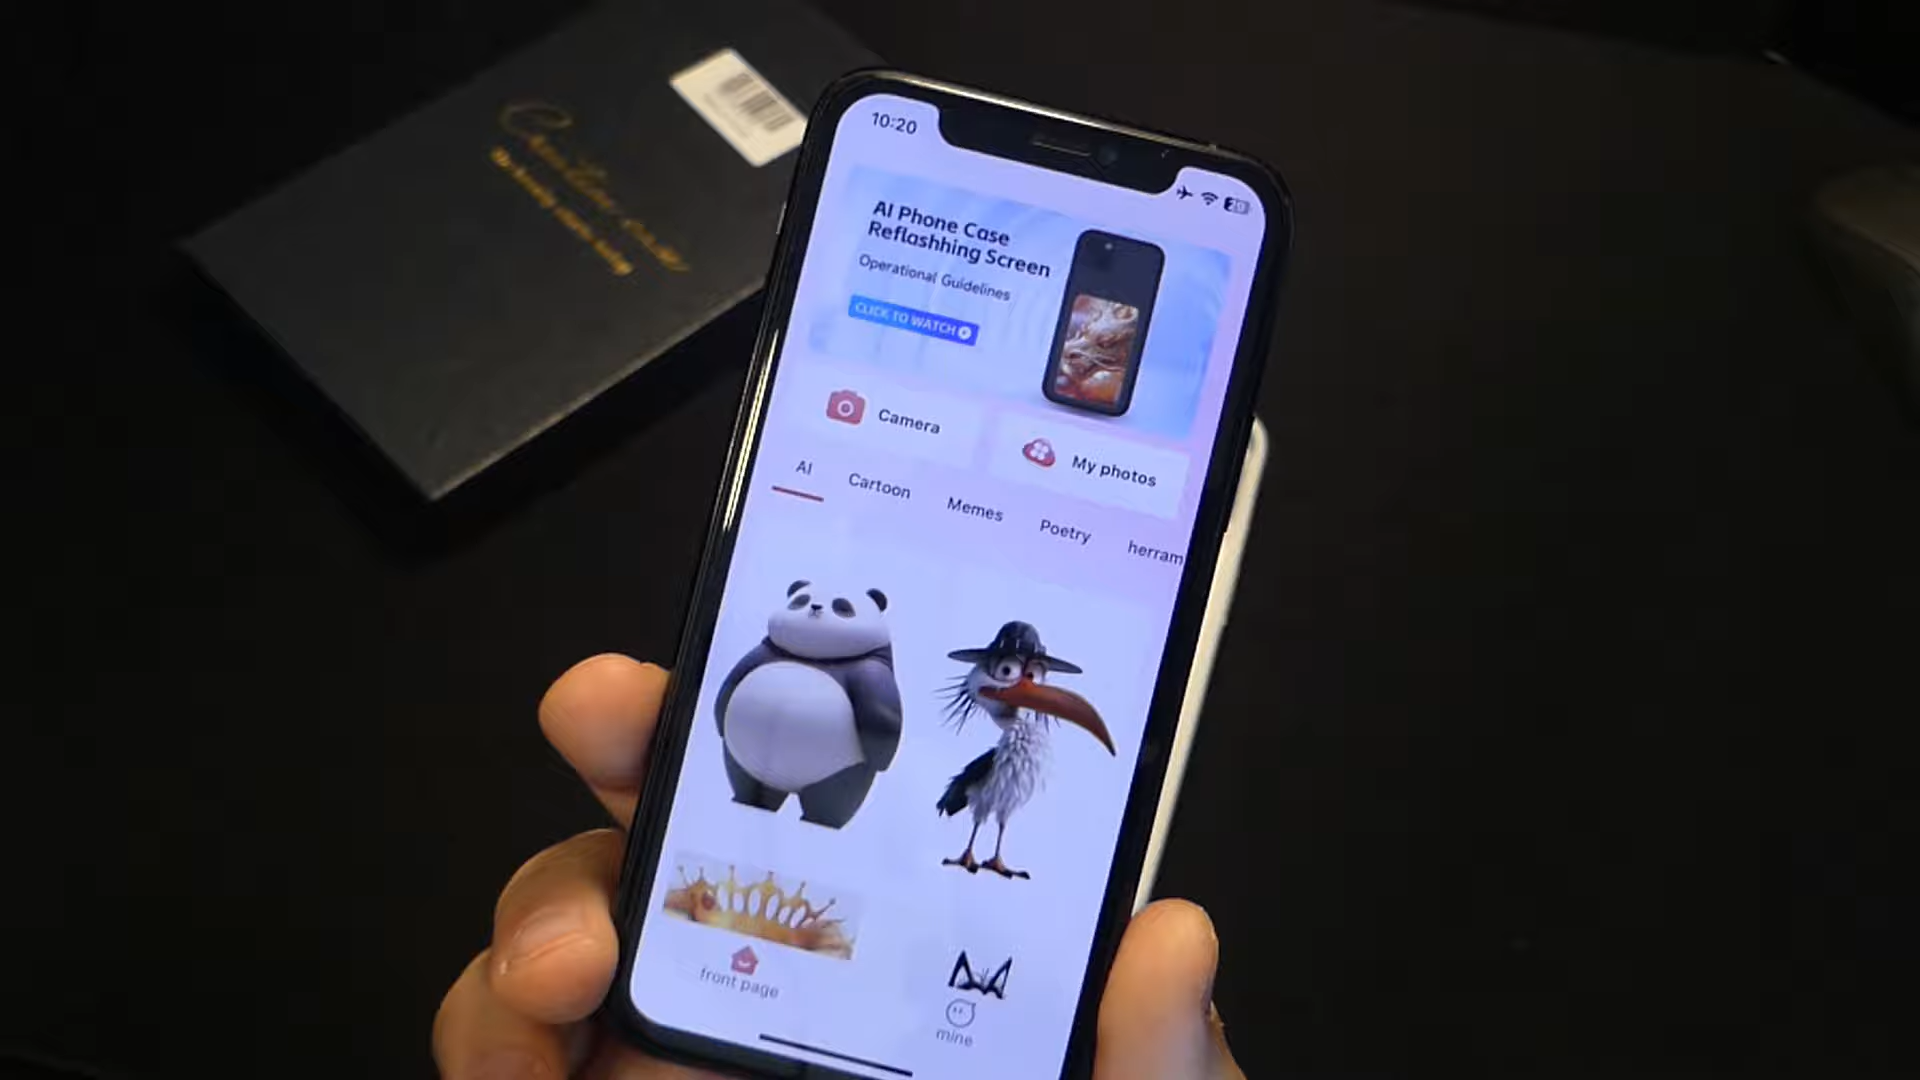 10:20
20
AI Phone Case
Reflashhing Screen
Operational Guidelines
CLICK TO WATCH
Camera
My photos
AI
Cartoon
Memes
Poetry
herram
front page
mine